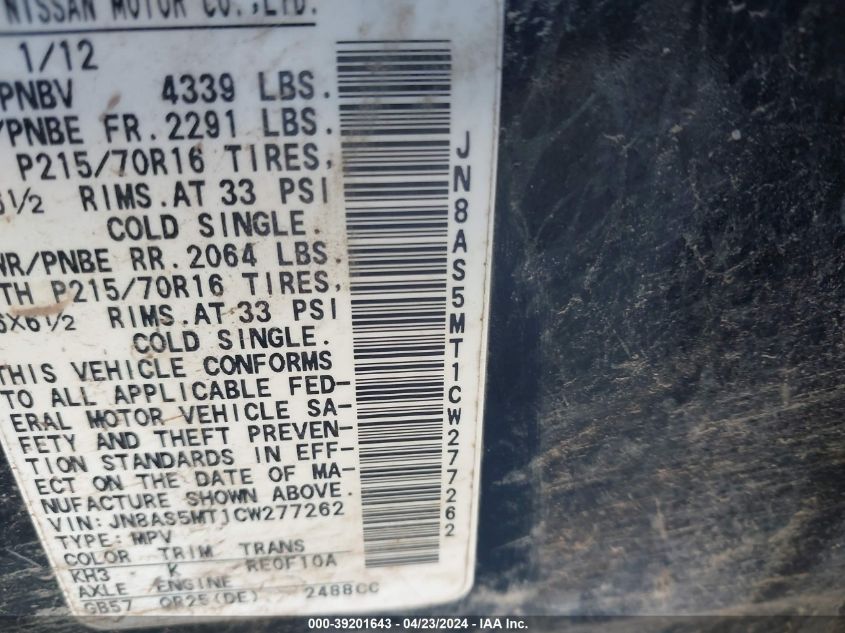 NISSAN MOTOR CO.,LTD.
1/12
PNBV 4339 LBS.
/PNBE FR. 2291 LBS.
P215/70R16 TIRES,
6½ RIMS.AT 33 PSI
COLD SINGLE.
WR/PNBE RR. 2064 LBS.
TH P215/70R16 TIRES,
6X6½ RIMS.AT 33 PSI
COLD SINGLE.
THIS VEHICLE CONFORMS
TO ALL APPLICABLE FED-
ERAL MOTOR VEHICLE SA-
FETY AND THEFT PREVEN-
TION STANDARDS IN EFF-
ECT ON THE DATE OF MA-
NUFACTURE SHOWN ABOVE.
VIN: JN8AS5MT1CW277262
TYPE: MPV
COLOR TRIM TRANS
KH3 K RE0F10A
AXLE ENGINE
GB57 QR25(DE) 2488CC
JN8AS5MT1CW277262
000-39201643 - 04/23/2024 - IAA Inc.